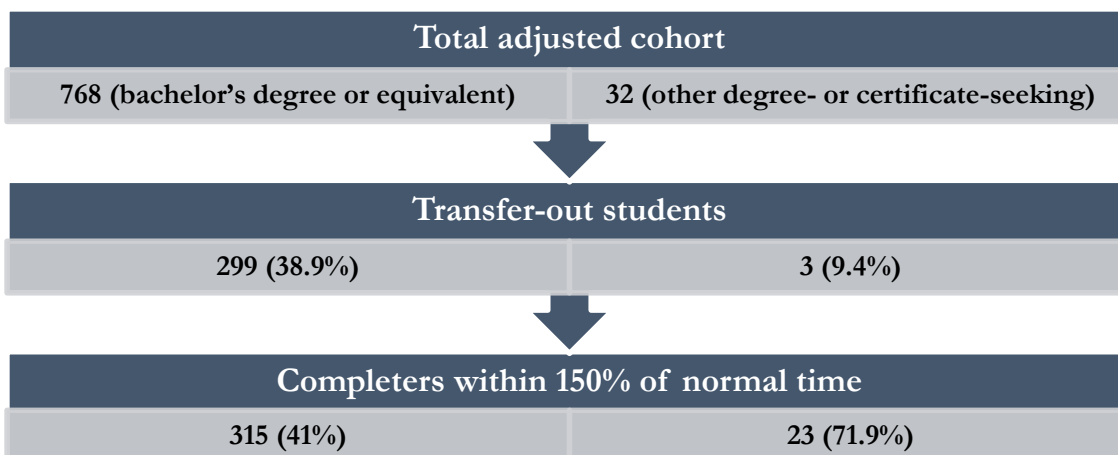 Total adjusted cohort
768 (bachelor's degree or equivalent)
32 (other degree- or certificate-seeking)
Transfer-out students
299 (38.9%)
3 (9.4%)
Completers within 150% of normal time
315 (41%)
23 (71.9%)